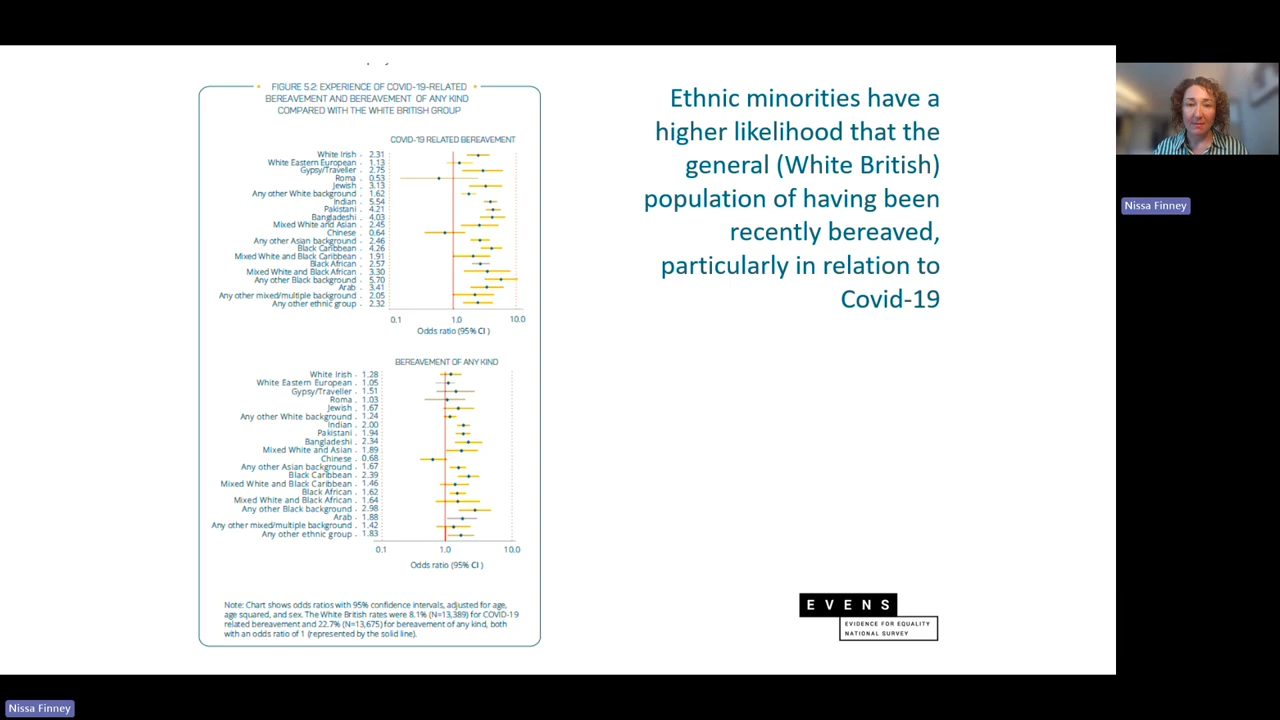 FIGURE 5.2: EXPERIENCE OF COVID-19-RELATED
BEREAVEMENT AND BEREAVEMENT OF ANY KIND
COMPARED WITH THE WHITE BRITISH GROUP
COVID-19 RELATED BEREAVEMENT
White Irish - 2.31
White Eastern European - 1.13
Gypsy/Traveller - 2.75
Roma - 0.53
Jewish - 3.13
Any other White background - 1.62
Indian - 5.54
Pakistani - 4.21
Bangladeshi - 4.03
Mixed White and Asian - 2.45
Chinese - 0.64
Any other Asian background - 2.46
Black Caribbean - 4.26
Mixed White and Black Caribbean - 1.91
Black African - 2.57
Mixed White and Black African - 3.30
Any other Black background - 5.70
Arab - 3.41
Any other mixed/multiple background - 2.05
Any other ethnic group - 2.32
0.1 1.0 10.0
Odds ratio (95% CI )
BEREAVEMENT OF ANY KIND
White Irish - 1.28
White Eastern European - 1.05
Gypsy/Traveller - 1.51
Roma - 1.03
Jewish - 1.67
Any other White background - 1.24
Indian - 2.00
Pakistani - 1.94
Bangladeshi - 2.34
Mixed White and Asian - 1.89
Chinese - 0.68
Any other Asian background - 1.67
Black Caribbean - 2.39
Mixed White and Black Caribbean - 1.46
Black African - 1.62
Mixed White and Black African - 1.64
Any other Black background - 2.98
Arab - 1.88
Any other mixed/multiple background - 1.42
Any other ethnic group - 1.83
0.1 1.0 10.0
Odds ratio (95% CI )
Note: Chart shows odds ratios with 95% confidence intervals, adjusted for age,
age squared, and sex. The White British rates were 8.1% (N=13,389) for COVID-19
related bereavement and 22.7% (N=13,675) for bereavement of any kind, both
with an odds ratio of 1 (represented by the solid line).
Ethnic minorities have a
higher likelihood that the
general (White British)
population of having been
recently bereaved,
particularly in relation to
Covid-19
EVENS
EVIDENCE FOR EQUALITY
NATIONAL SURVEY
Nissa Finney
Nissa Finney